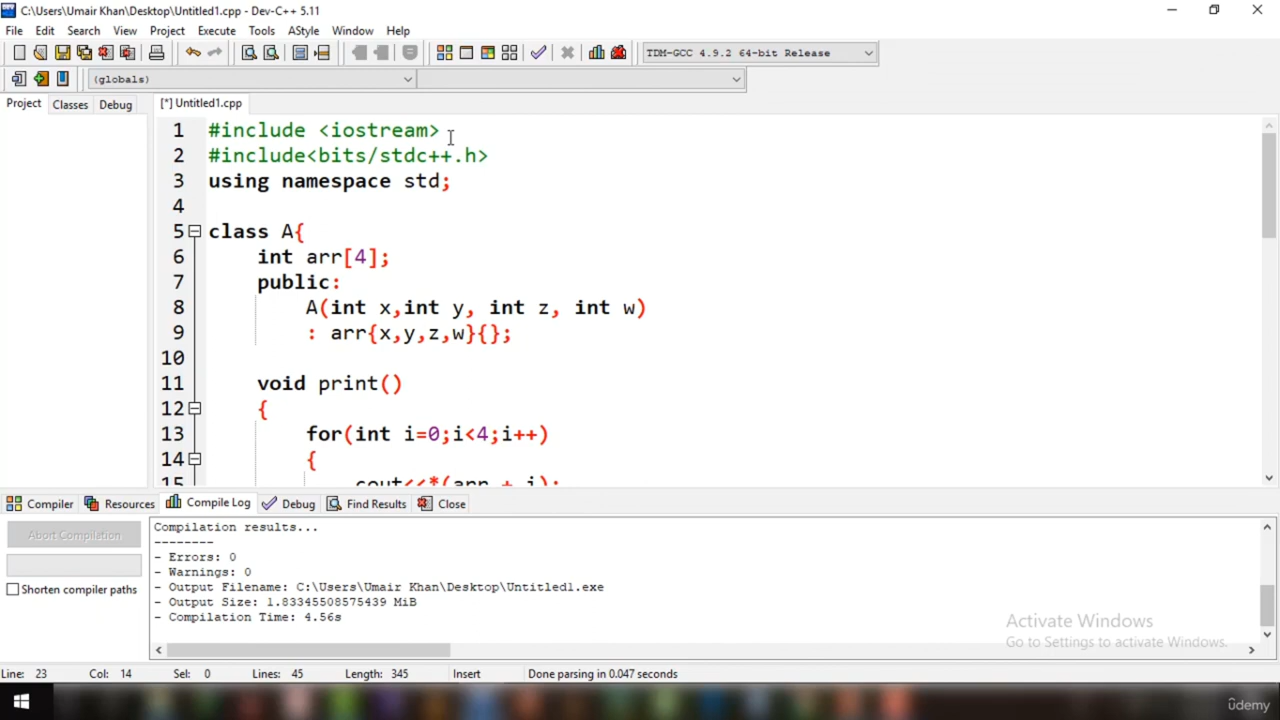 C:\Users\Umair Khan\Desktop\Untitled1.cpp - Dev-C++ 5.11
File Edit Search View Project Execute Tools AStyle Window Help
TDM-GCC 4.9.2 64-bit Release
(globals)
Project Classes Debug [*] Untitled1.cpp
1 #include <iostream>
2 #include<bits/stdc++.h>
3 using namespace std;
4
5 class A{
6 int arr[4];
7 public:
8 A(int x,int y, int z, int w)
9 : arr{x,y,z,w}{};
10
11 void print()
12 {
13 for(int i=0;i<4;i++)
14 {
15 cout<<*(arr + i);
Compiler Resources Compile Log Debug Find Results Close
Abort Compilation
Shorten compiler paths
Compilation results...
--------
- Errors: 0
- Warnings: 0
- Output Filename: C:\Users\Umair Khan\Desktop\Untitled1.exe
- Output Size: 1.83345508575439 MiB
- Compilation Time: 4.56s
Activate Windows
Go to Settings to activate Windows.
Line: 23 Col: 14 Sel: 0 Lines: 45 Length: 345 Insert Done parsing in 0.047 seconds
ûdemy